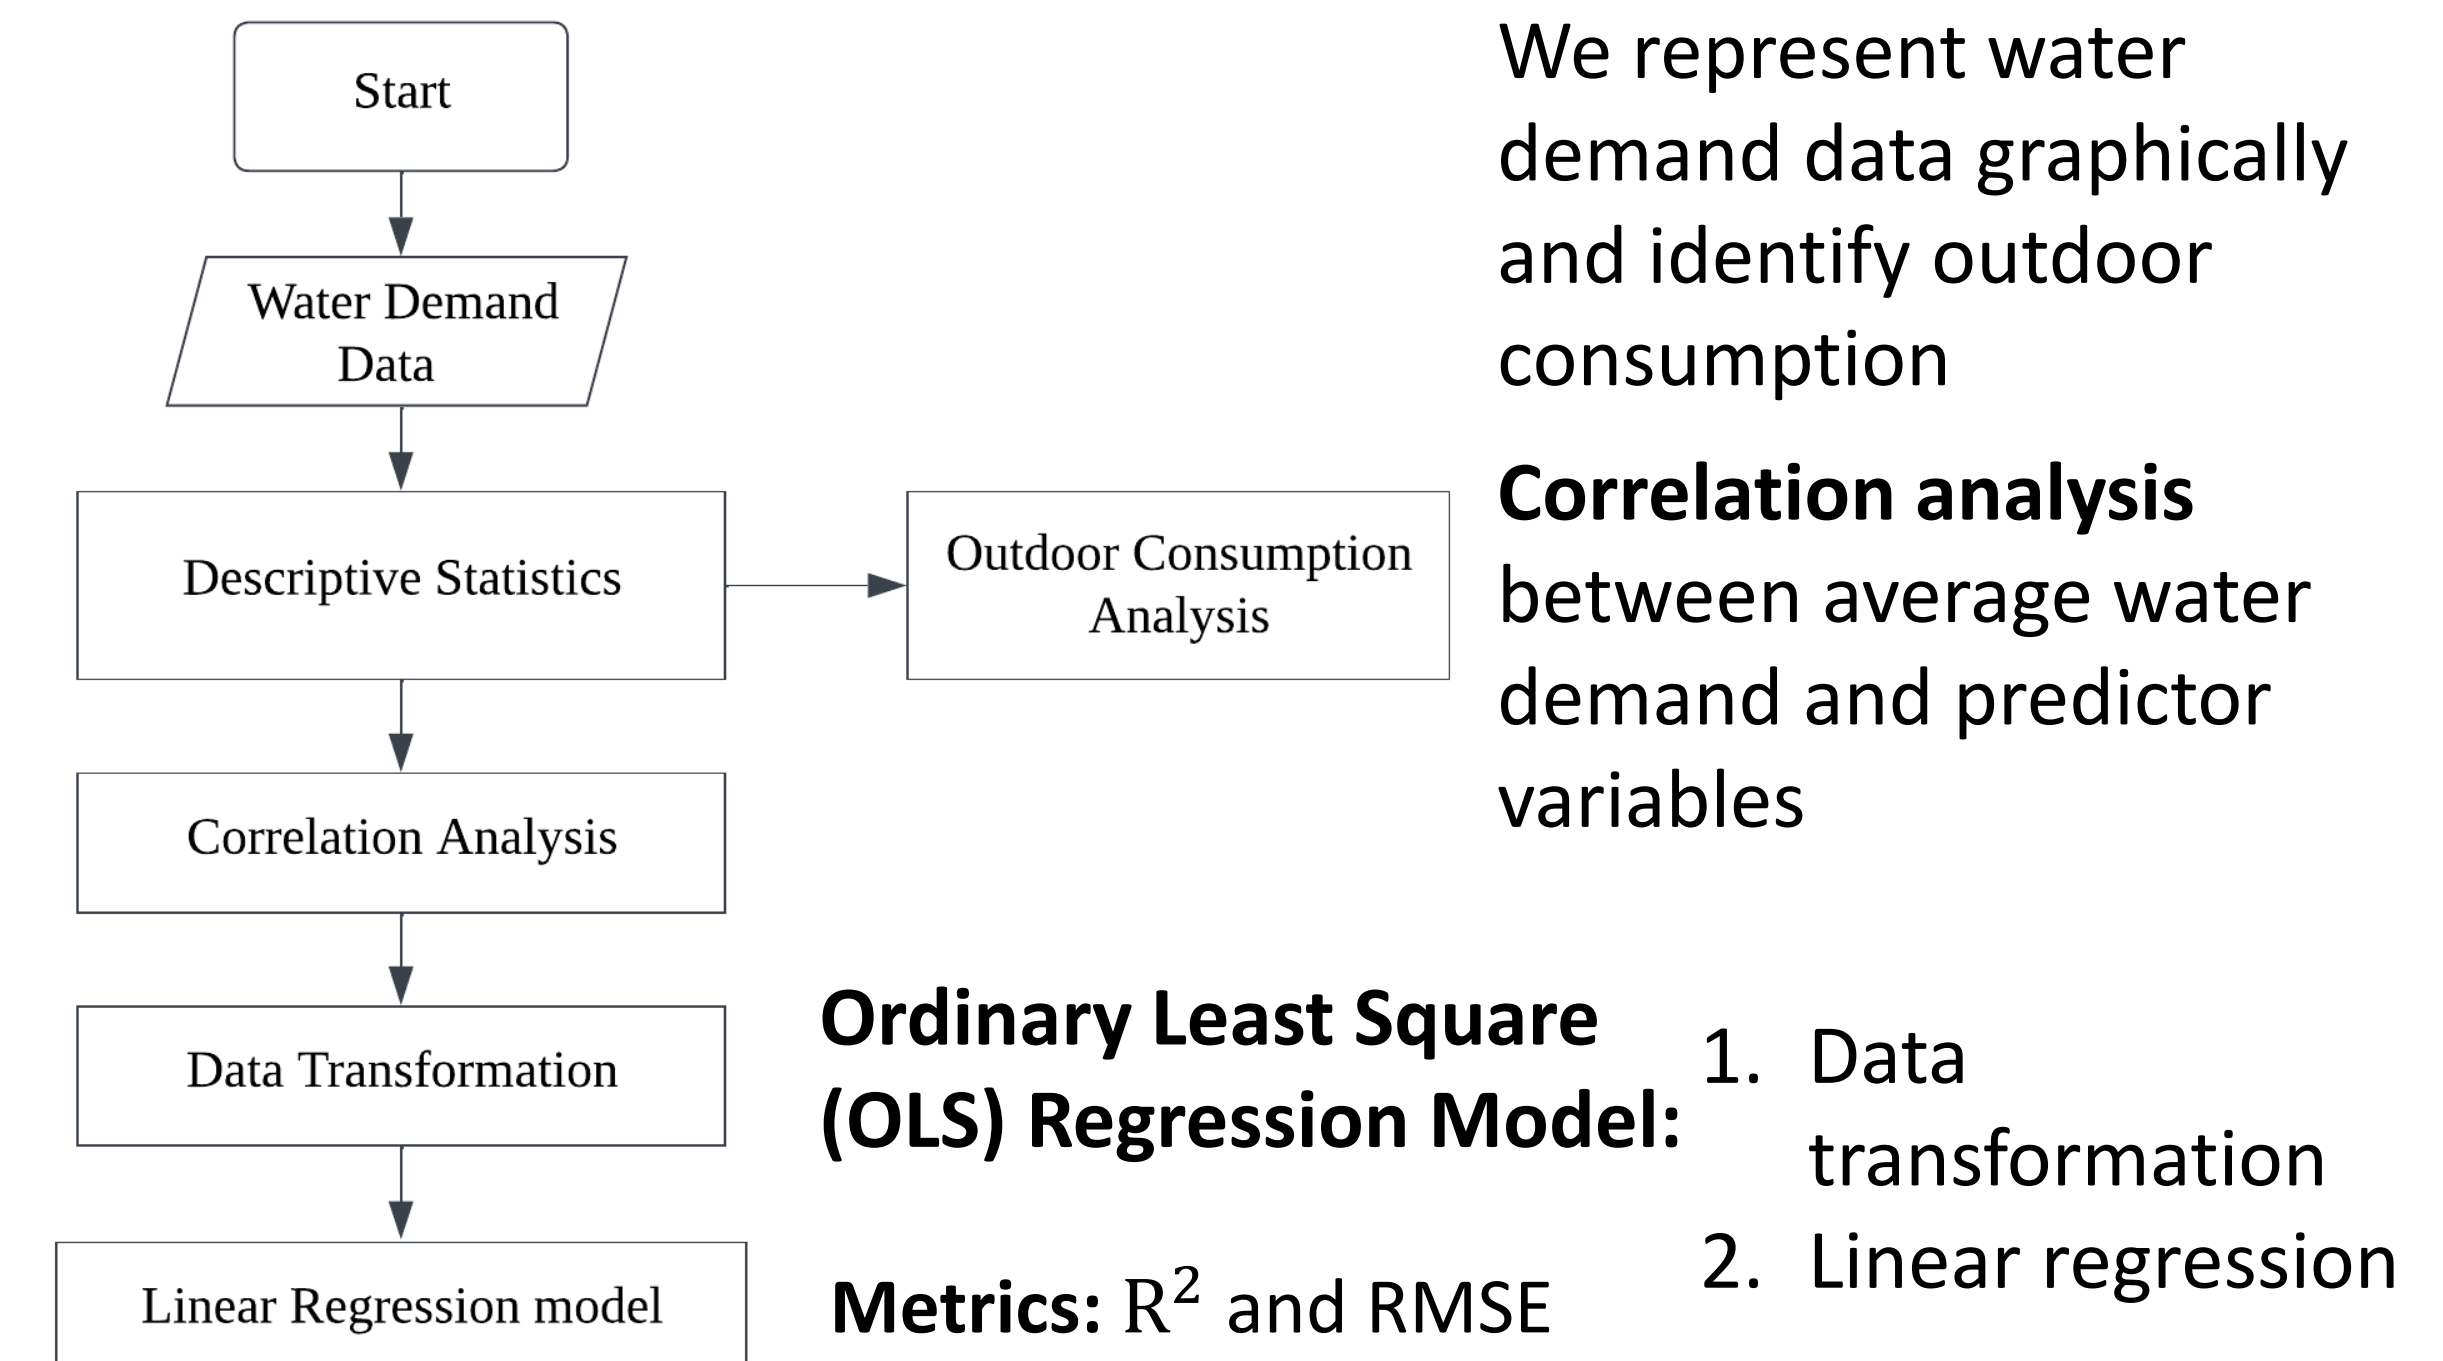 Start
Water Demand
Data
Descriptive Statistics
Outdoor Consumption
Analysis
Correlation Analysis
Data Transformation
Linear Regression model
We represent water
demand data graphically
and identify outdoor
consumption
Correlation analysis
between average water
demand and predictor
variables
Ordinary Least Square
(OLS) Regression Model:
1. Data
transformation
2. Linear regression
Metrics: R² and RMSE